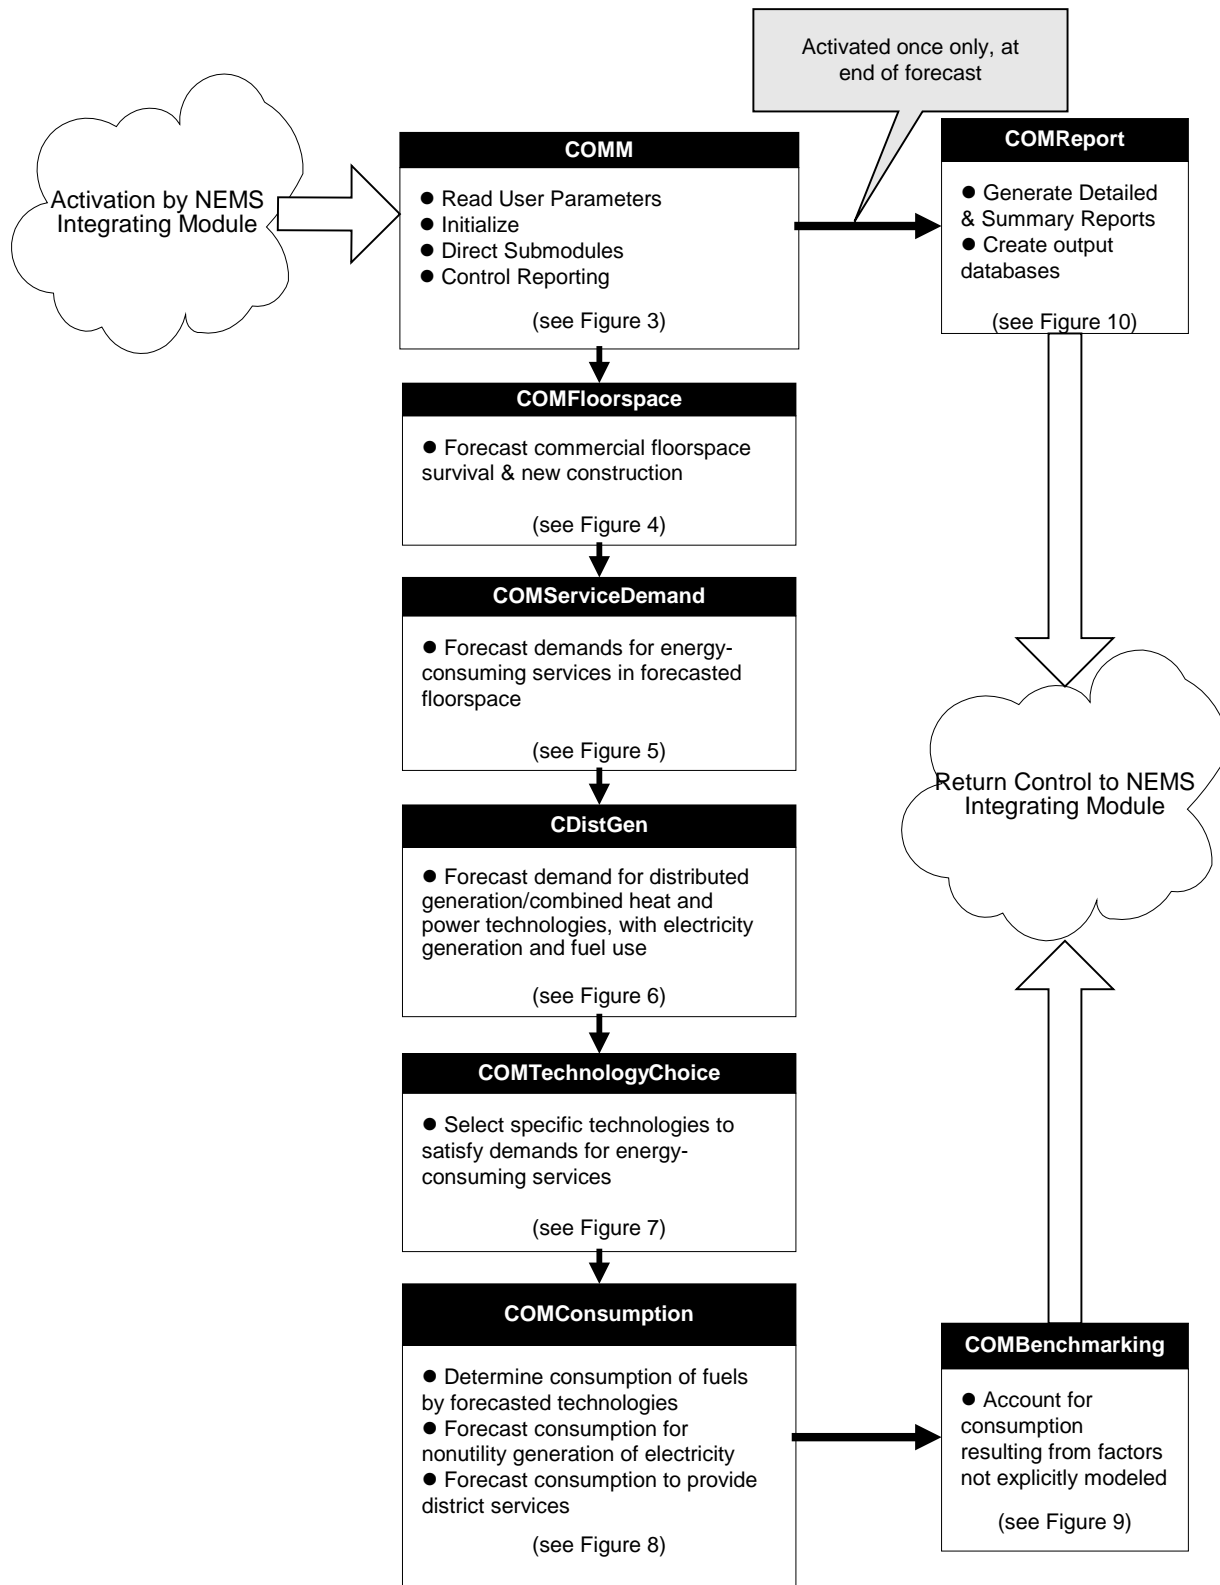 Activated once only, at
end of forecast
Activation by NEMS
Integrating Module
COMM
● Read User Parameters
● Initialize
● Direct Submodules
● Control Reporting
(see Figure 3)
COMReport
● Generate Detailed
& Summary Reports
● Create output
databases
(see Figure 10)
COMFloorspace
● Forecast commercial floorspace
survival & new construction
(see Figure 4)
COMServiceDemand
● Forecast demands for energy-
consuming services in forecasted
floorspace
(see Figure 5)
Return Control to NEMS
Integrating Module
CDistGen
● Forecast demand for distributed
generation/combined heat and
power technologies, with electricity
generation and fuel use
(see Figure 6)
COMTechnologyChoice
● Select specific technologies to
satisfy demands for energy-
consuming services
(see Figure 7)
COMConsumption
● Determine consumption of fuels
by forecasted technologies
● Forecast consumption for
nonutility generation of electricity
● Forecast consumption to provide
district services
(see Figure 8)
COMBenchmarking
● Account for
consumption
resulting from factors
not explicitly modeled
(see Figure 9)